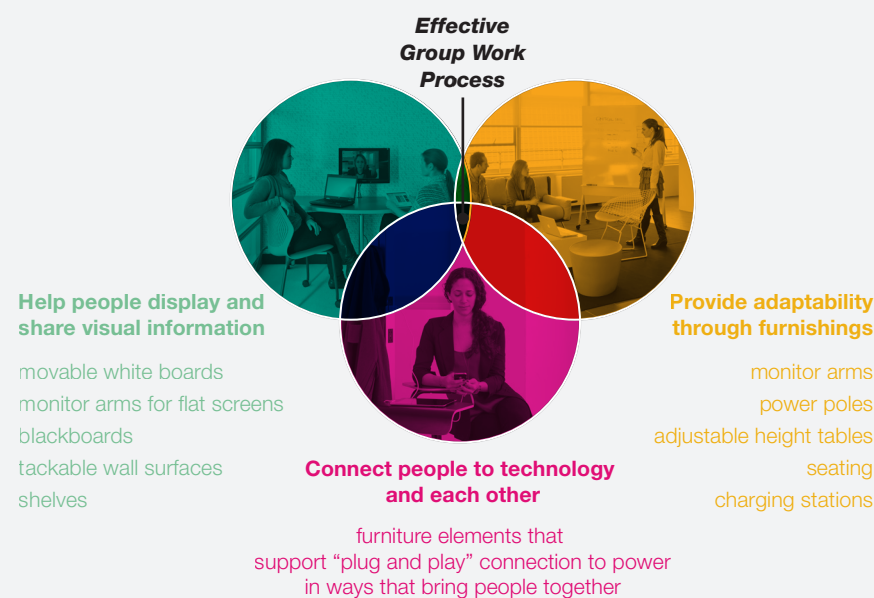 Effective
Group Work
Process
Help people display and
share visual information
movable white boards
monitor arms for flat screens
blackboards
tackable wall surfaces
shelves
Provide adaptability
through furnishings
monitor arms
power poles
adjustable height tables
seating
charging stations
Connect people to technology
and each other
furniture elements that
support “plug and play” connection to power
in ways that bring people together